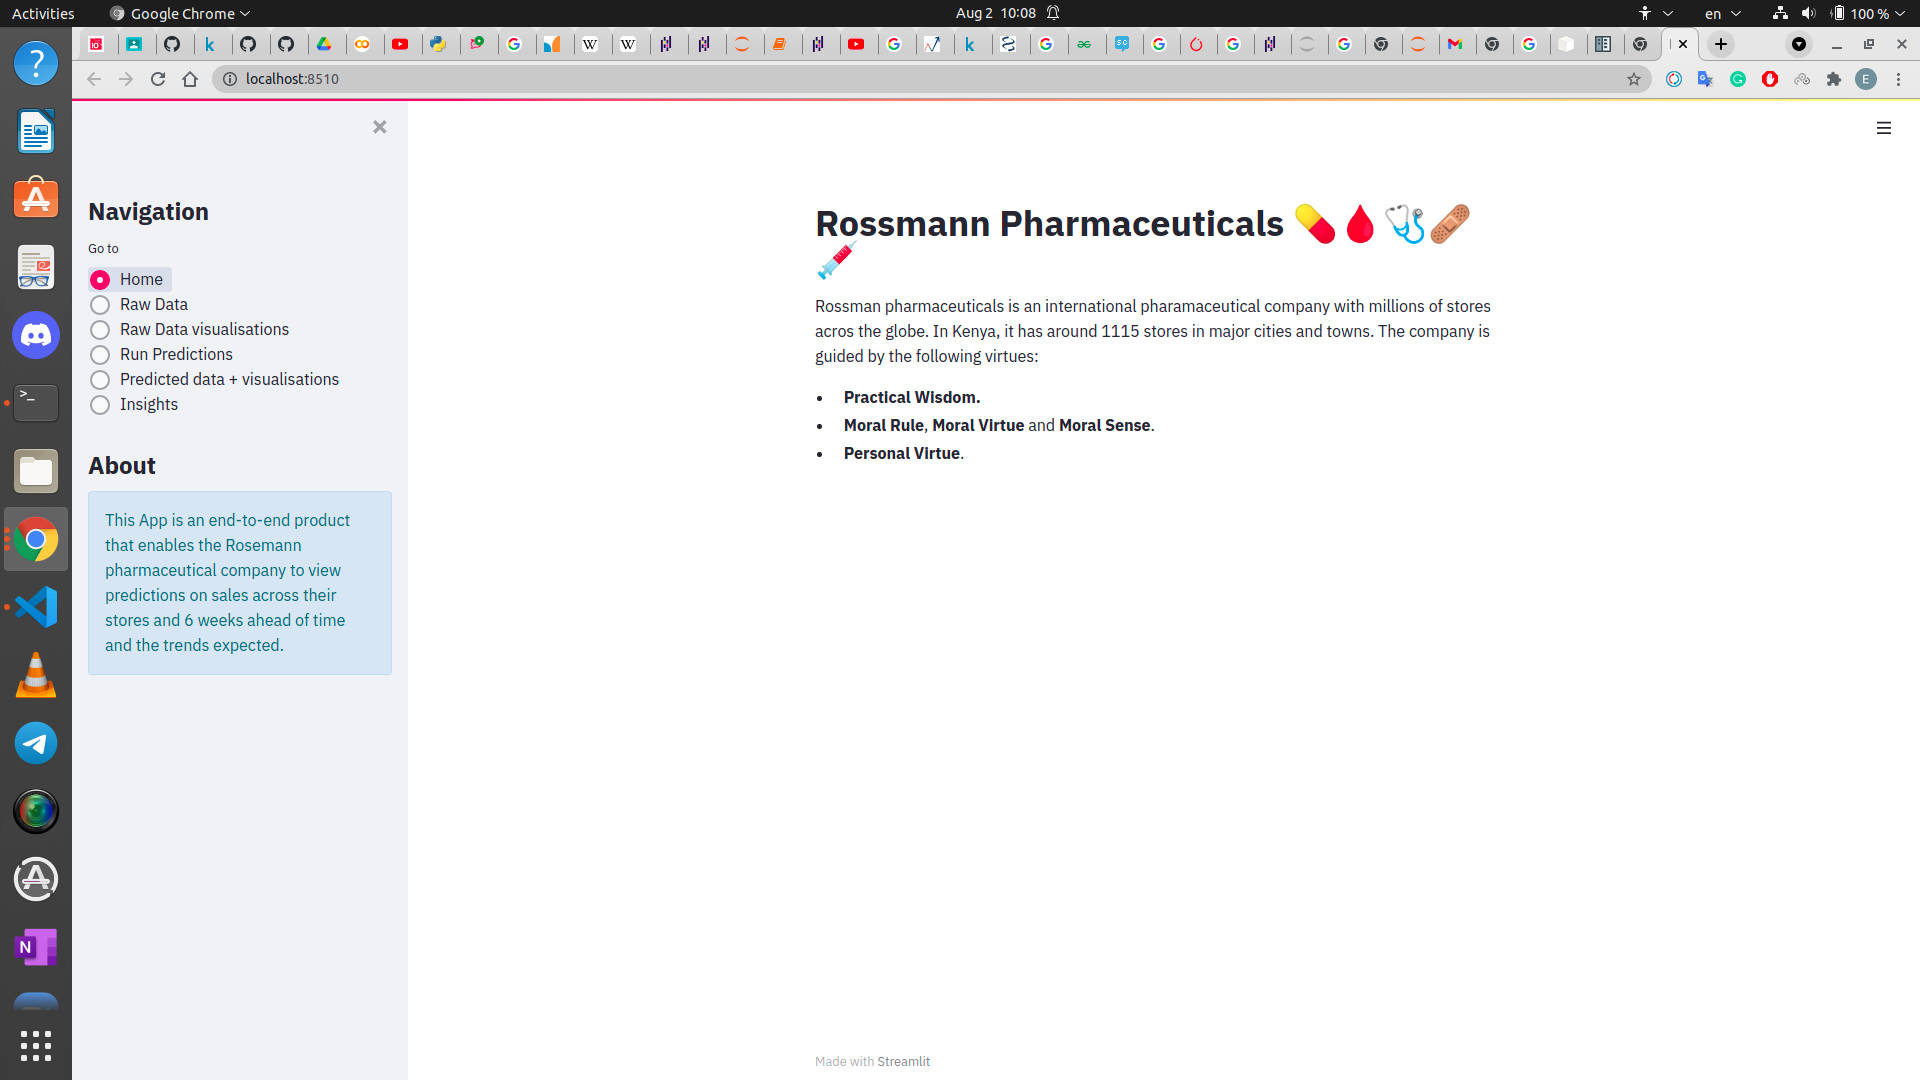 Activities
Google Chrome
Aug 2 10:08
en
100 %
localhost:8510
E
Navigation
Go to
Home
Raw Data
Raw Data visualisations
Run Predictions
Predicted data + visualisations
Insights
About
This App is an end-to-end product
that enables the Rosemann
pharmaceutical company to view
predictions on sales across their
stores and 6 weeks ahead of time
and the trends expected.
Rossmann Pharmaceuticals 💊🩸🩺🩹
💉
Rossman pharmaceuticals is an international pharamaceutical company with millions of stores
acros the globe. In Kenya, it has around 1115 stores in major cities and towns. The company is
guided by the following virtues:
• Practical Wisdom.
• Moral Rule, Moral Virtue and Moral Sense.
• Personal Virtue.
Made with Streamlit